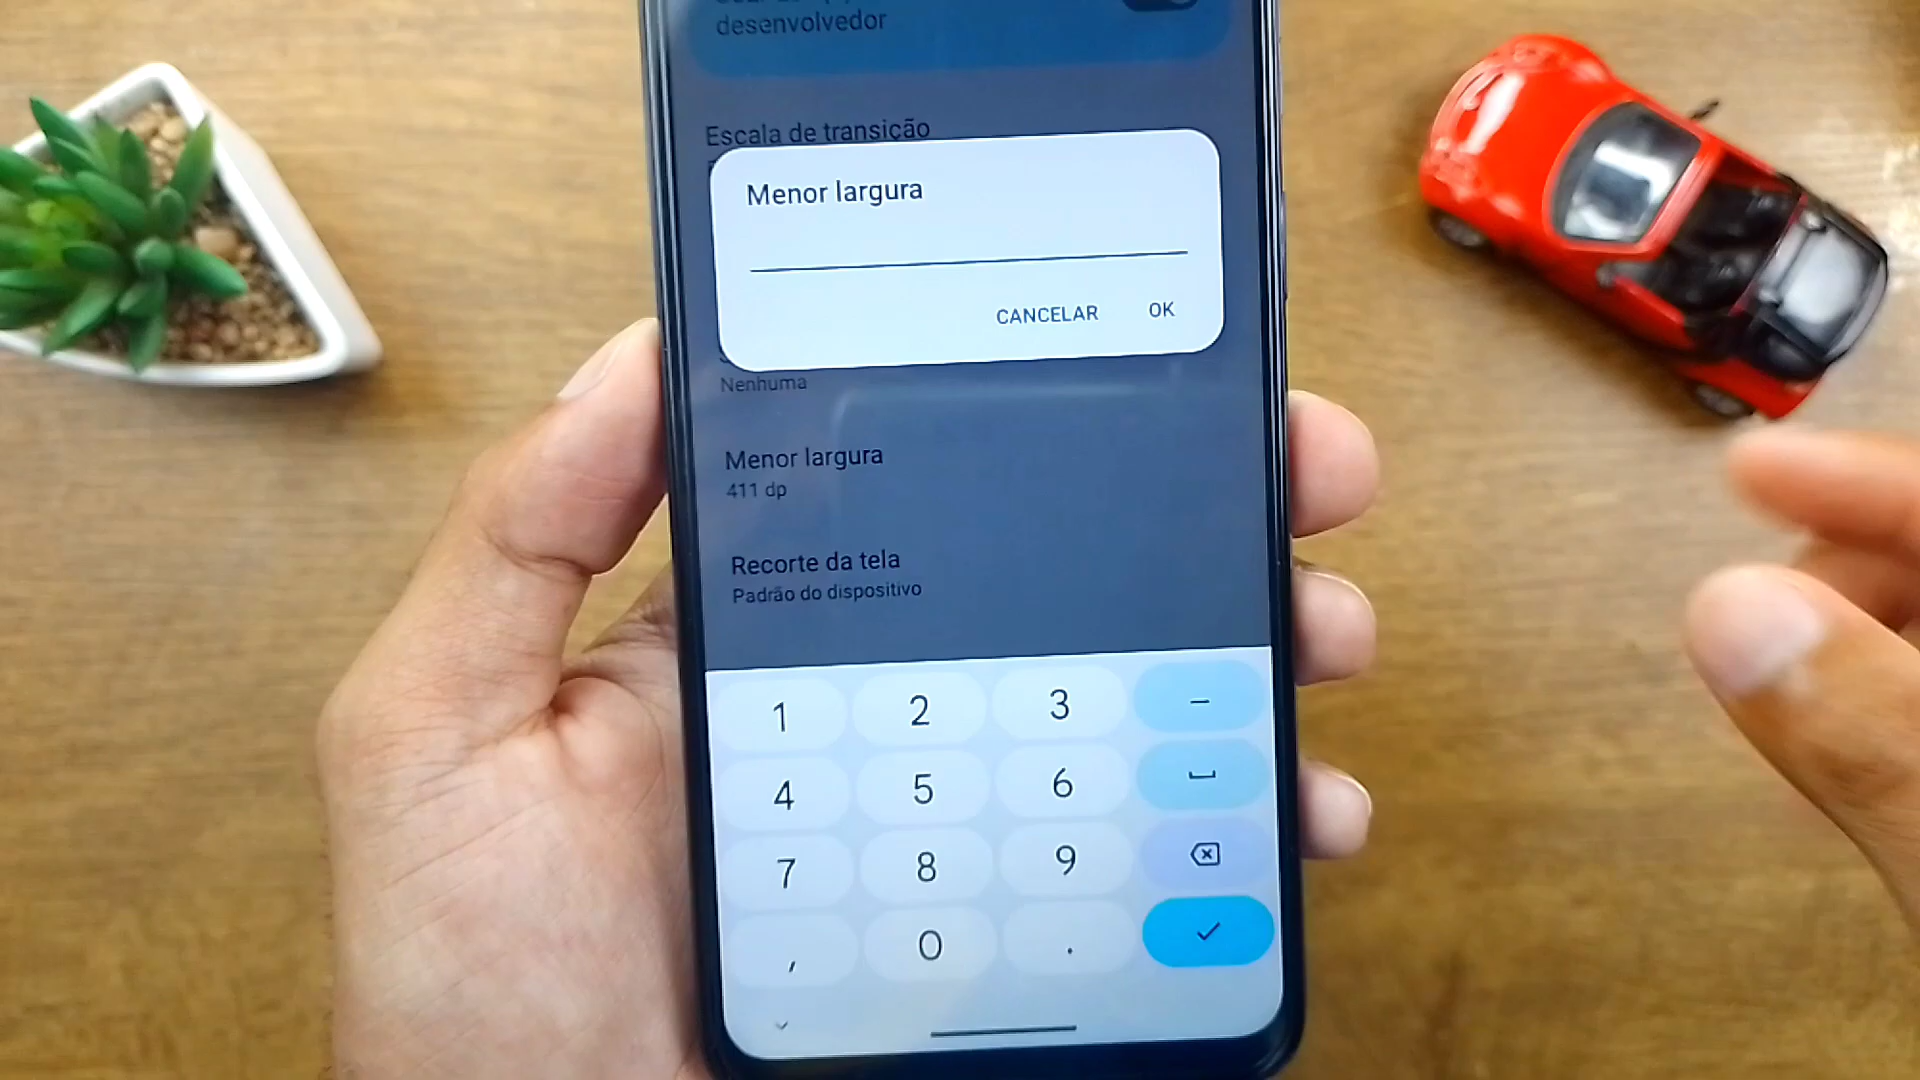 desenvolvedor
Escala de transição
Menor largura
CANCELAR OK
Nenhuma
Menor largura
411 dp
Recorte da tela
Padrão do dispositivo
1 2 3 -
4 5 6
7 8 9
, 0 .